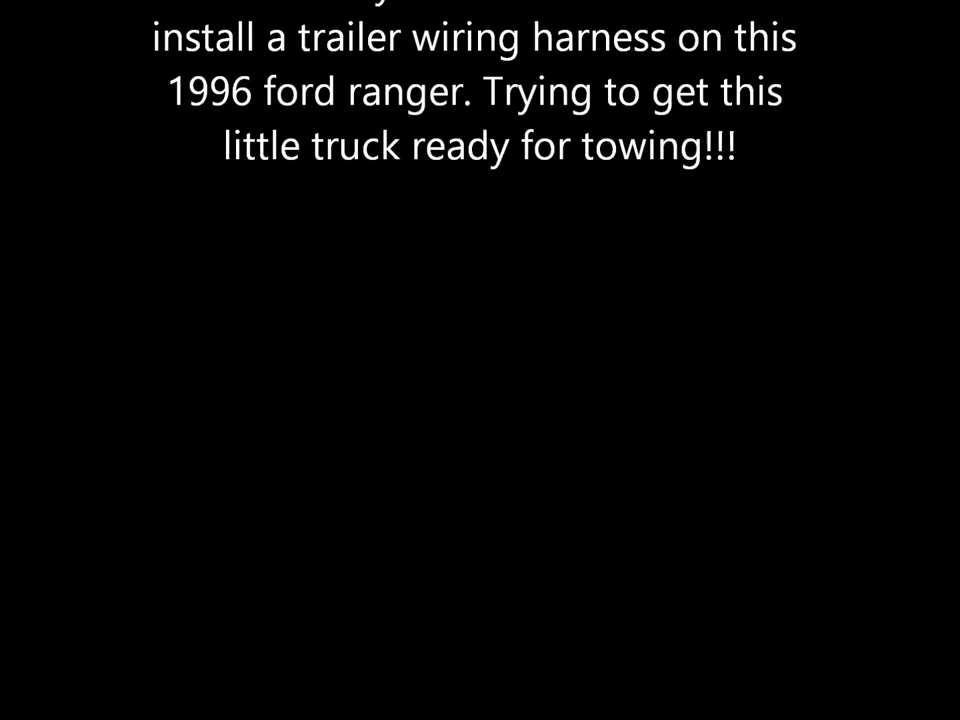 install a trailer wiring harness on this
1996 ford ranger. Trying to get this
little truck ready for towing!!!